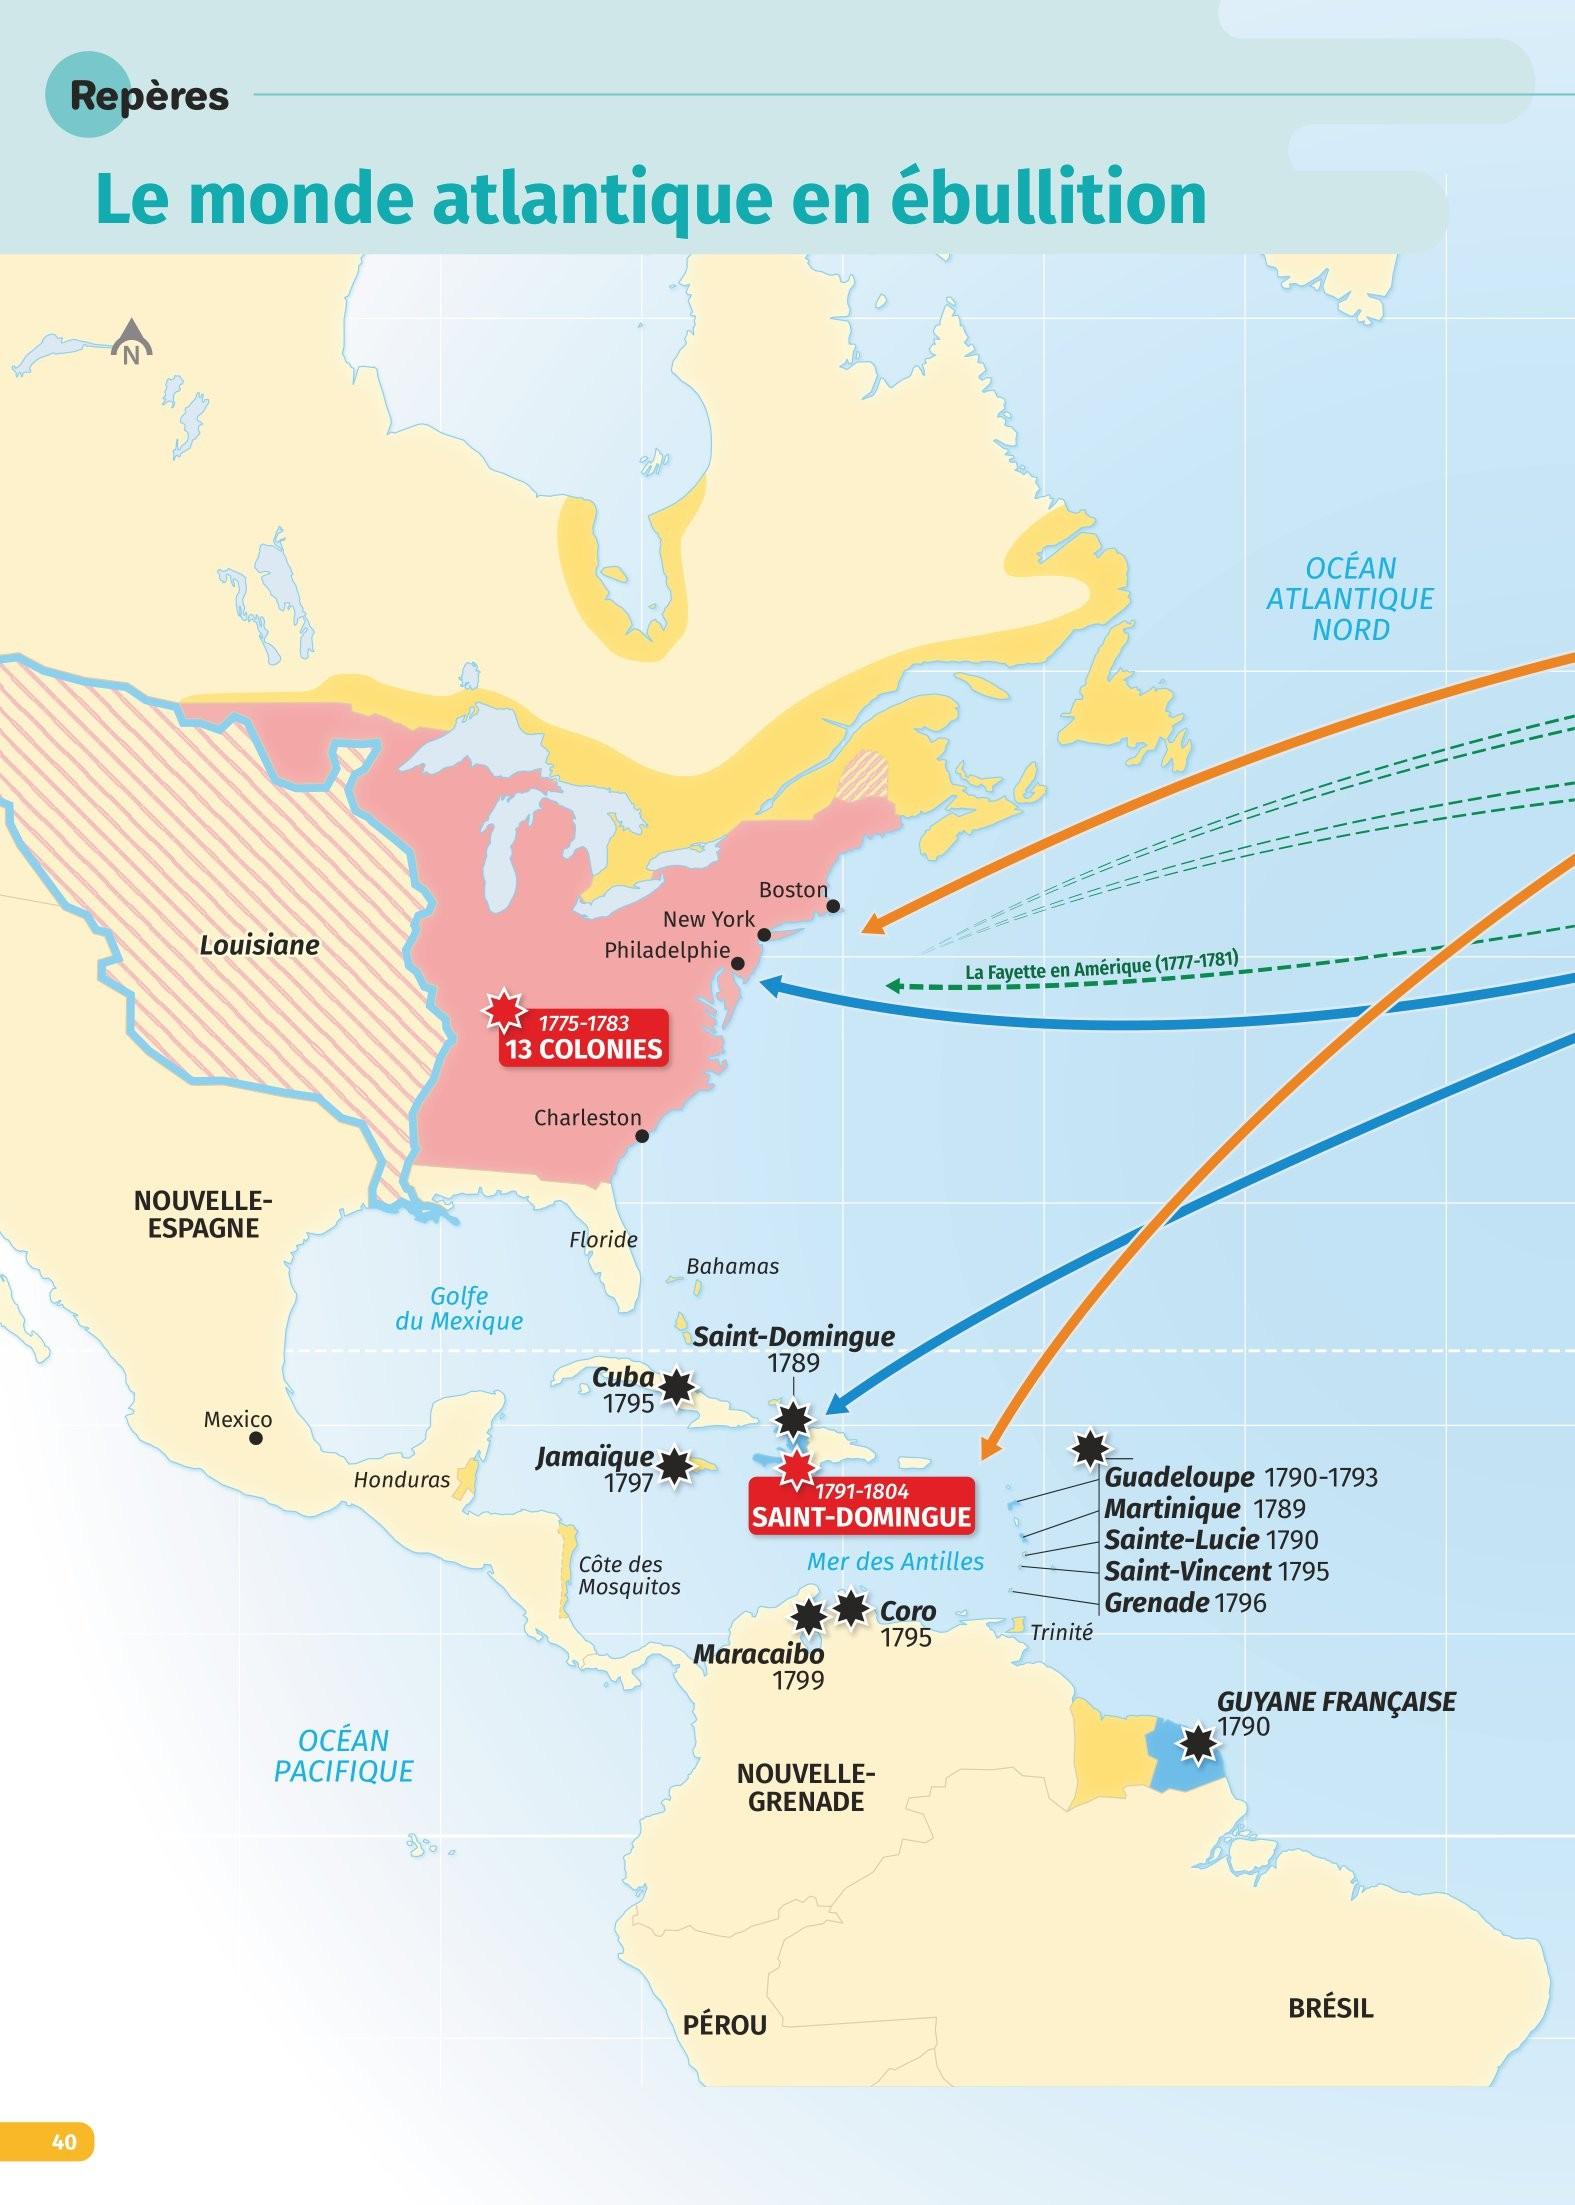 Repères
Le monde atlantique en ébullition
N
OCÉAN
ATLANTIQUE
NORD
Boston
New York
Philadelphie
Louisiane
La Fayette en Amérique (1777-1781)
1775-1783
13 COLONIES
Charleston
NOUVELLE-
ESPAGNE
Floride
Bahamas
Golfe
du Mexique
Saint-Domingue
1789
Cuba
1795
Mexico
Jamaïque
1797
Honduras
1791-1804
SAINT-DOMINGUE
Guadeloupe 1790-1793
Martinique 1789
Sainte-Lucie 1790
Saint-Vincent 1795
Grenade 1796
Mer des Antilles
Côte des
Mosquitos
Coro
1795
Trinité
Maracaibo
1799
GUYANE FRANÇAISE
1790
OCÉAN
PACIFIQUE
NOUVELLE-
GRENADE
PÉROU
BRÉSIL
40